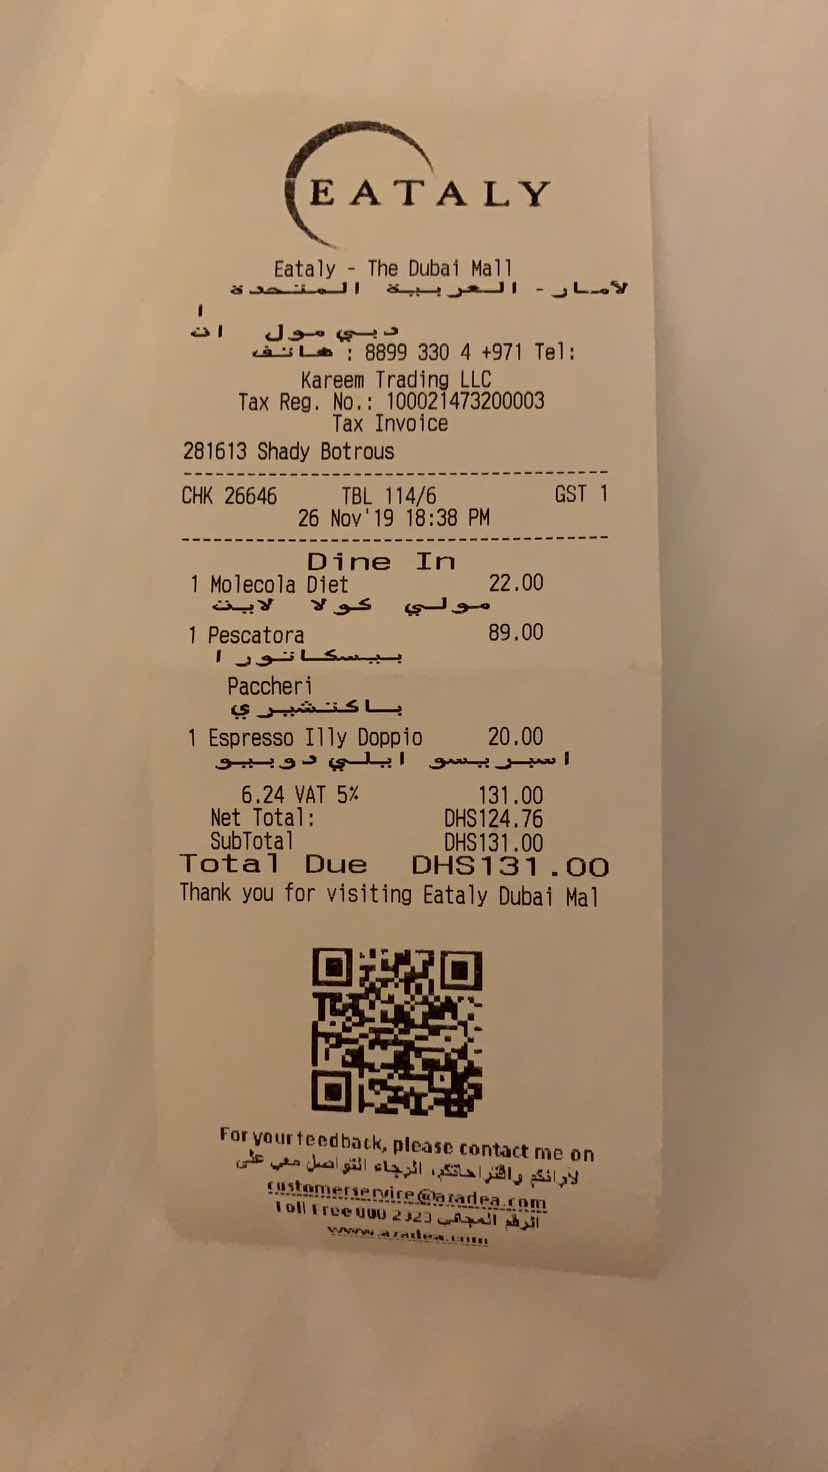 EATALY
Eataly - The Dubai Mall
لامار- العربية المتحدة
ا
دبي مول ات
هاتف : 8899 330 4 +971 Tel:
Kareem Trading LLC
Tax Reg. No.: 100021473200003
Tax Invoice
281613 Shady Botrous
CHK 26646 TBL 114/6 GST 1
26 Nov'19 18:38 PM
Dine In
1 Molecola Diet 22.00
مولي كولا لايت
1 Pescatora 89.00
بيسكاتورا
Paccheri
باكتشيري
1 Espresso Illy Doppio 20.00
اسبريسو ايلي دوبيو
6.24 VAT 5% 131.00
Net Total: DHS124.76
SubTotal DHS131.00
Total Due DHS131.00
Thank you for visiting Eataly Dubai Mal
For your feedback, please contact me on
واقتراحاتكم، الرجاء التواصل معي على
customerservice@azadea.com
Toll Free الرقم المجاني
www.azadea.com